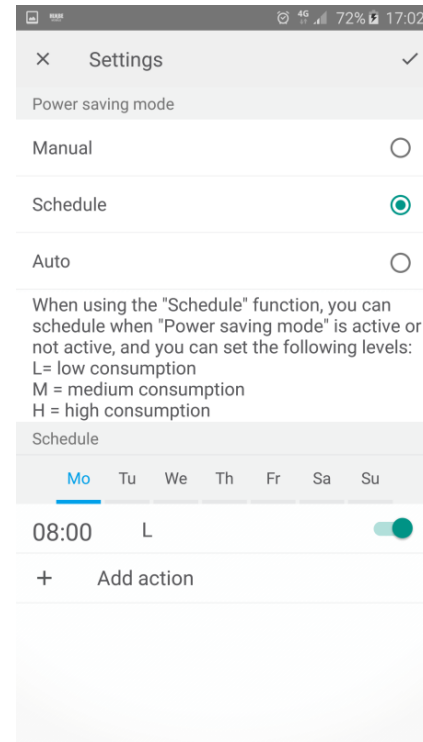 4G 72% 17:02
Settings
Power saving mode
Manual
Schedule
Auto
When using the "Schedule" function, you can
schedule when "Power saving mode" is active or
not active, and you can set the following levels:
L= low consumption
M = medium consumption
H = high consumption
Schedule
Mo Tu We Th Fr Sa Su
08:00 L
+ Add action